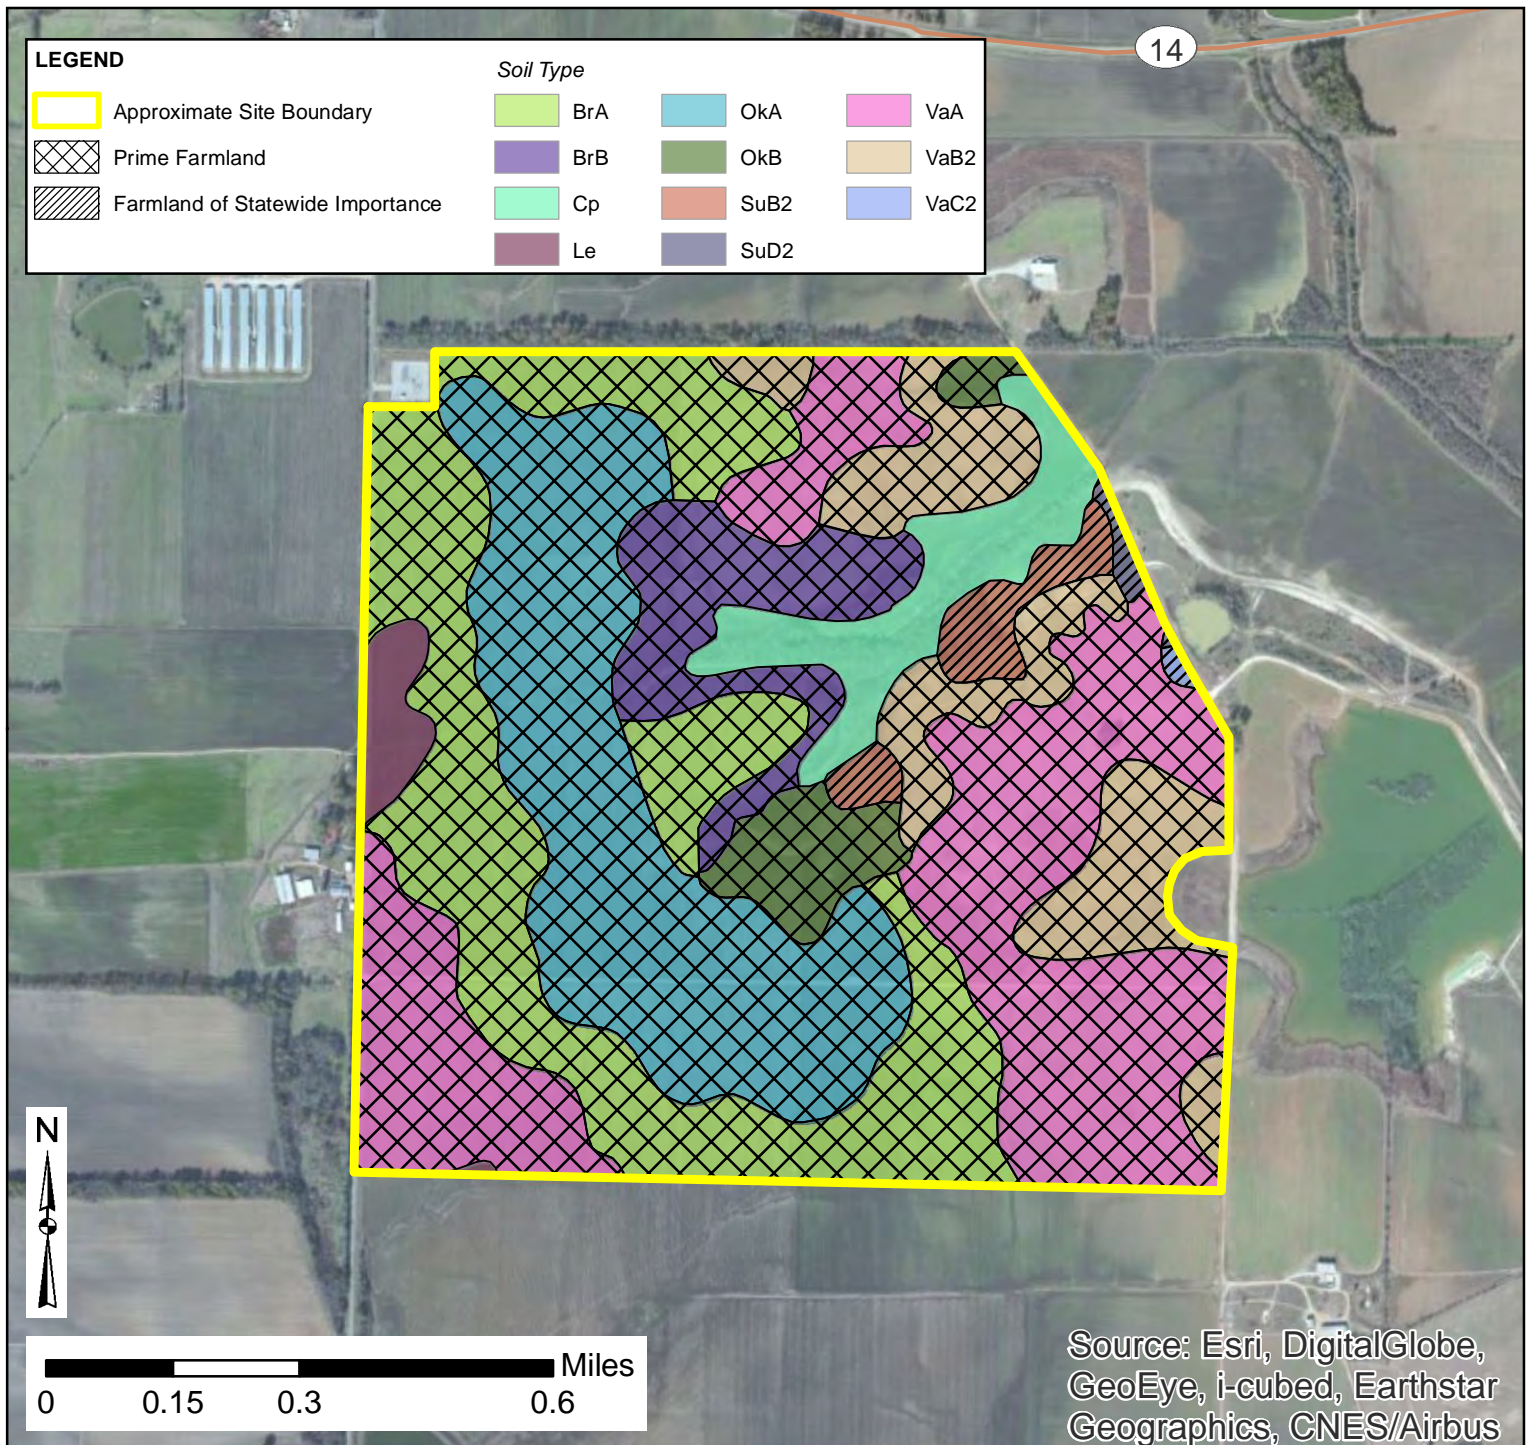 14
LEGEND
Approximate Site Boundary
Prime Farmland
Farmland of Statewide Importance
Soil Type
BrA
BrB
Cp
Le
OkA
OkB
SuB2
SuD2
VaA
VaB2
VaC2
N
Miles
0 0.15 0.3 0.6
Source: Esri, DigitalGlobe,
GeoEye, i-cubed, Earthstar
Geographics, CNES/Airbus